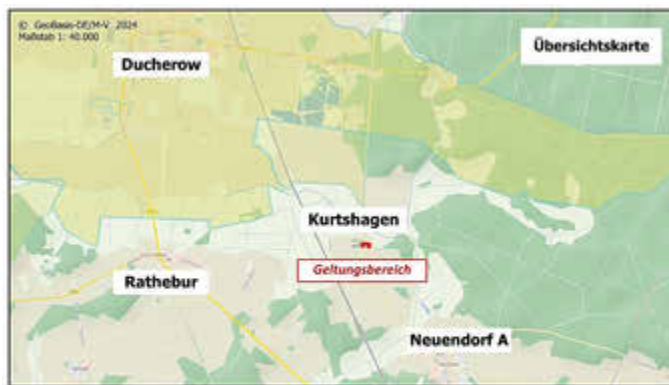 © GeoBasis-DE/M-V 2024
Maßstab 1: 40.000
Übersichtskarte
Ducherow
Kurtshagen
Geltungsbereich
Rathebur
Neuendorf A